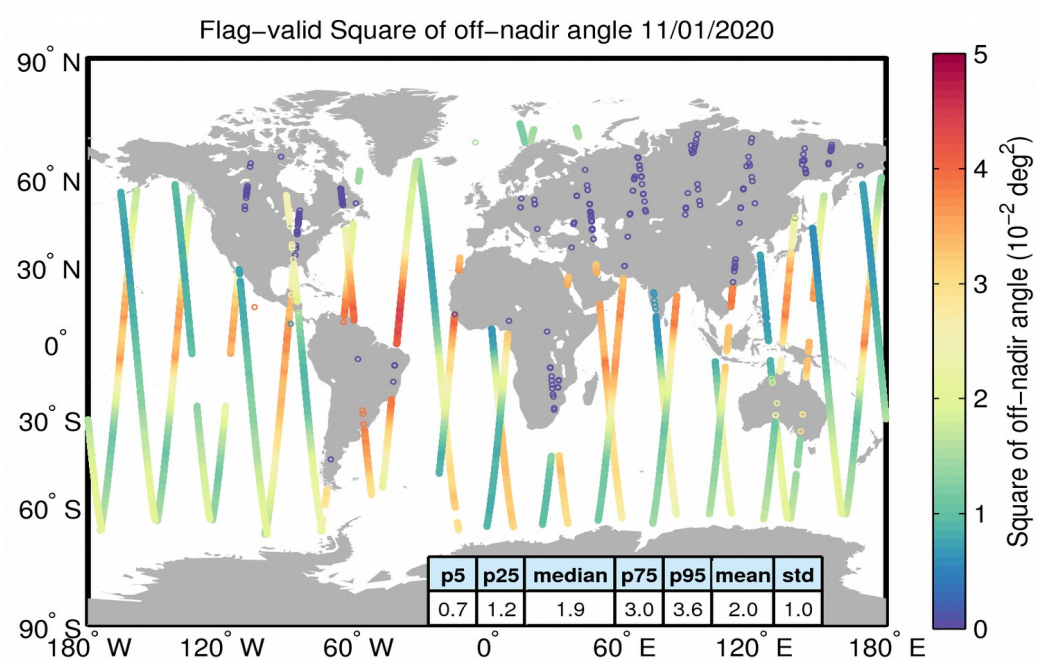 Flag−valid Square of off−nadir angle 11/01/2020
90° N
60° N
30° N
0°
30° S
60° S
90° S
180° W
120° W
60° W
0°
60° E
120° E
180° E
p5 p25 median p75 p95 mean std
0.7 1.2 1.9 3.0 3.6 2.0 1.0
5
4
3
2
1
0
Square of off−nadir angle (10⁻² deg²)